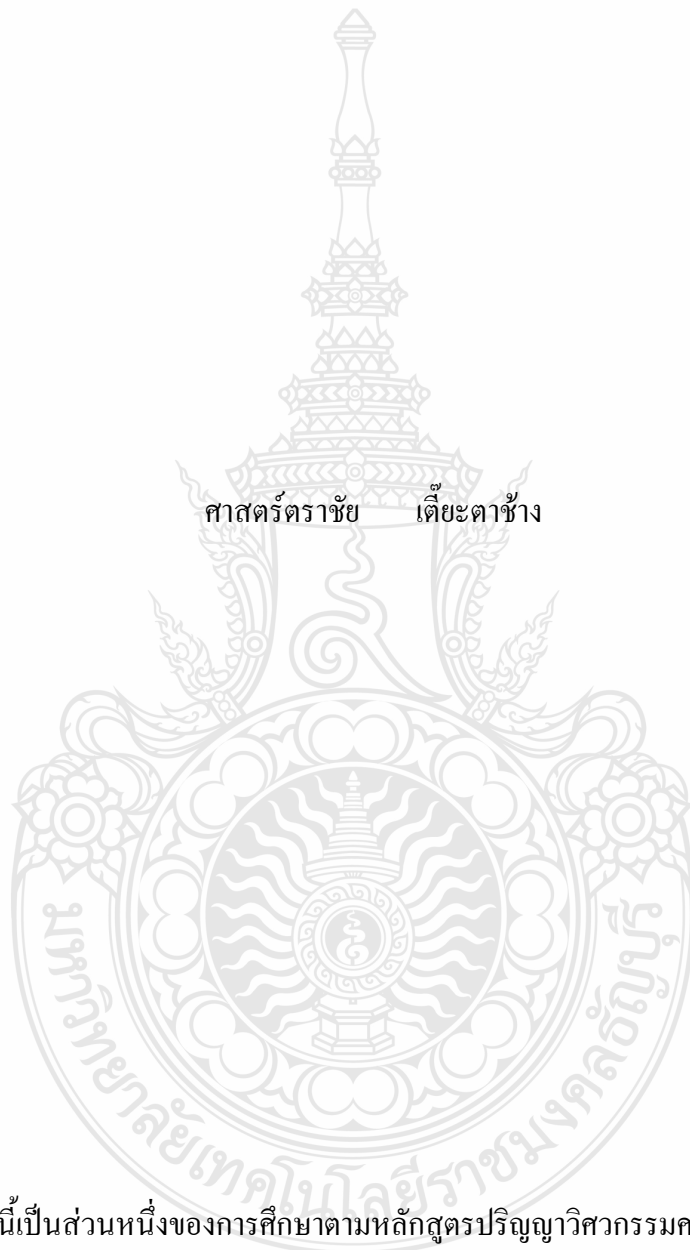 ศาสตร์ตราชัย เตี๊ยะตาช้าง
มหาวิทยาลัยเทคโนโลยีราชมงคลธัญบุรี
นี้เป็นส่วนหนึ่งของการศึกษาตามหลักสูตรปริญญาวิศวกรรมศ